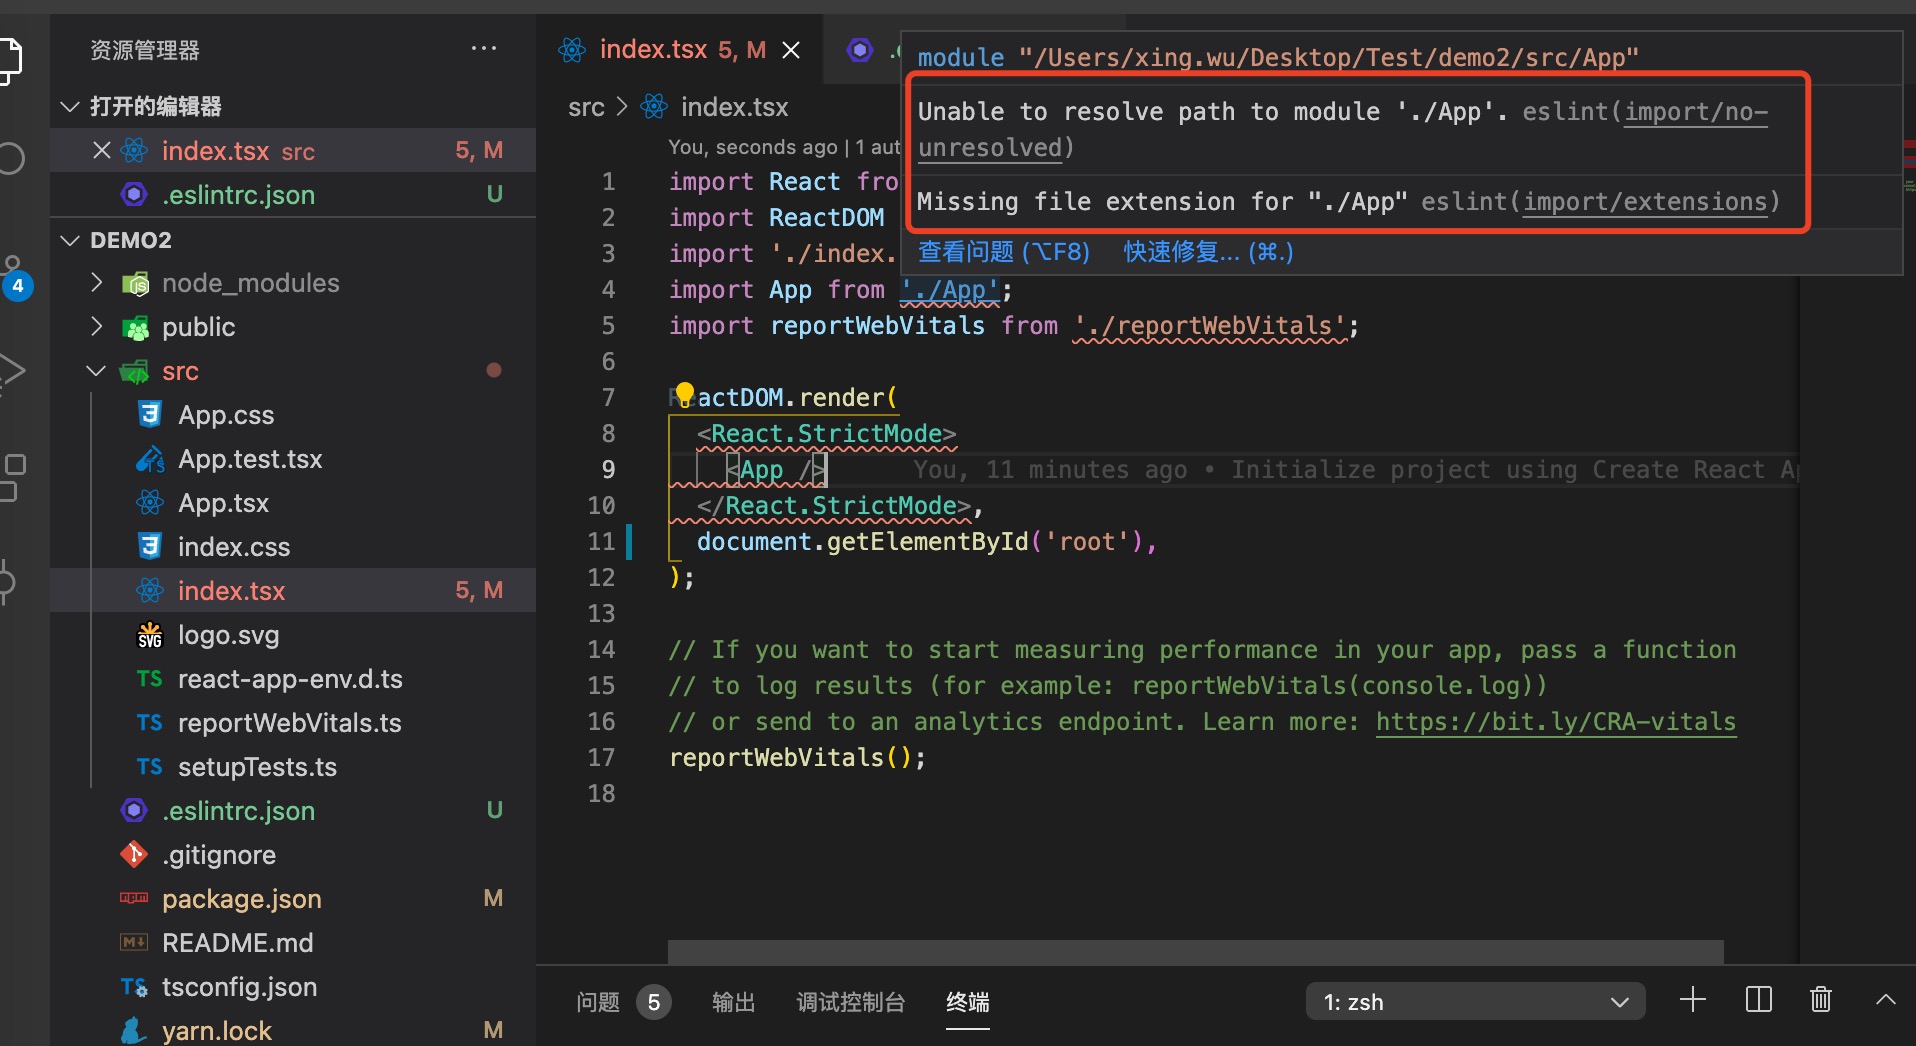 资源管理器
打开的编辑器
index.tsx src 5, M
.eslintrc.json U
DEMO2
node_modules
public
src
App.css
App.test.tsx
App.tsx
index.css
index.tsx 5, M
logo.svg
react-app-env.d.ts
TS reportWebVitals.ts
TS setupTests.ts
.eslintrc.json U
.gitignore
package.json M
README.md
tsconfig.json
yarn.lock M
4
index.tsx 5, M
src > index.tsx
You, seconds ago | 1 aut
module "/Users/xing.wu/Desktop/Test/demo2/src/App"
Unable to resolve path to module './App'. eslint(import/no-
unresolved)
Missing file extension for "./App" eslint(import/extensions)
查看问题 (⌥F8) 快速修复... (⌘.)
1 import React fro
2 import ReactDOM
3 import './index.
4 import App from './App';
5 import reportWebVitals from './reportWebVitals';
6
7 ReactDOM.render(
8 <React.StrictMode>
9 <App /> You, 11 minutes ago • Initialize project using Create React Ap
10 </React.StrictMode>,
11 document.getElementById('root'),
12 );
13
14 // If you want to start measuring performance in your app, pass a function
15 // to log results (for example: reportWebVitals(console.log))
16 // or send to an analytics endpoint. Learn more: https://bit.ly/CRA-vitals
17 reportWebVitals();
18
问题 5 输出 调试控制台 终端
1: zsh